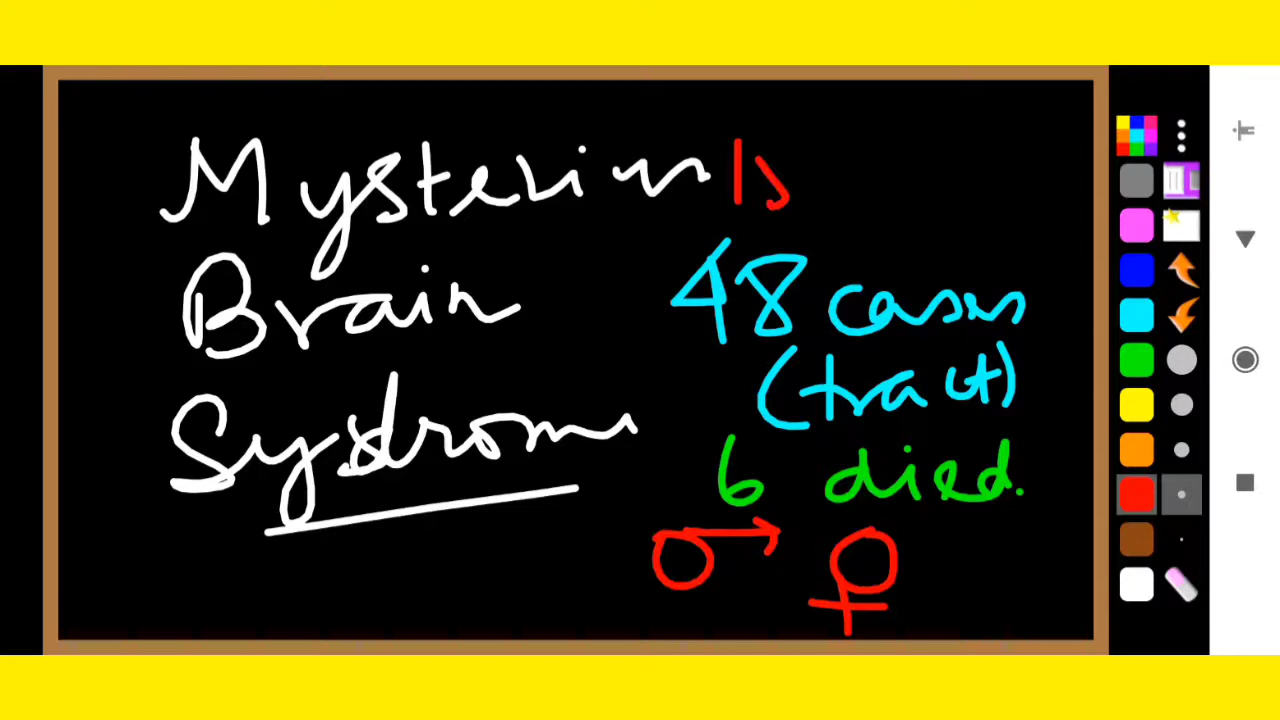 Mysterious
Brain
48 cases
(tract)
Syndrome
6 died.
♂ ♀